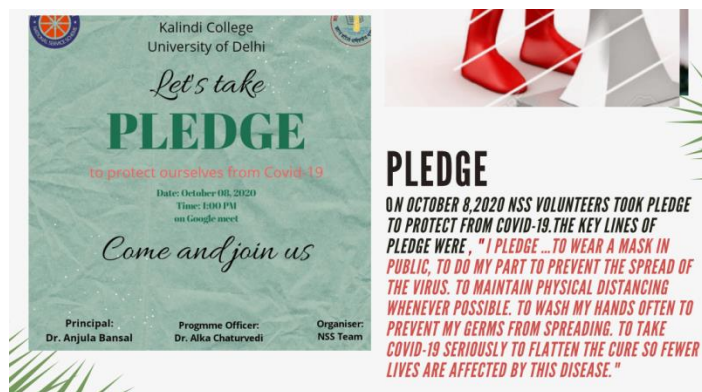 Kalindi College
University of Delhi
Let's take
PLEDGE
to protect ourselves from Covid-19
Date: October 08, 2020
Time: 1:00 PM
on Google meet
Come and join us
Principal:
Dr. Anjula Bansal
Progmme Officer:
Dr. Alka Chaturvedi
Organiser:
NSS Team
PLEDGE
ON OCTOBER 8,2020 NSS VOLUNTEERS TOOK PLEDGE
TO PROTECT FROM COVID-19.THE KEY LINES OF
PLEDGE WERE , " I PLEDGE ...TO WEAR A MASK IN
PUBLIC, TO DO MY PART TO PREVENT THE SPREAD OF
THE VIRUS. TO MAINTAIN PHYSICAL DISTANCING
WHENEVER POSSIBLE. TO WASH MY HANDS OFTEN TO
PREVENT MY GERMS FROM SPREADING. TO TAKE
COVID-19 SERIOUSLY TO FLATTEN THE CURE SO FEWER
LIVES ARE AFFECTED BY THIS DISEASE."